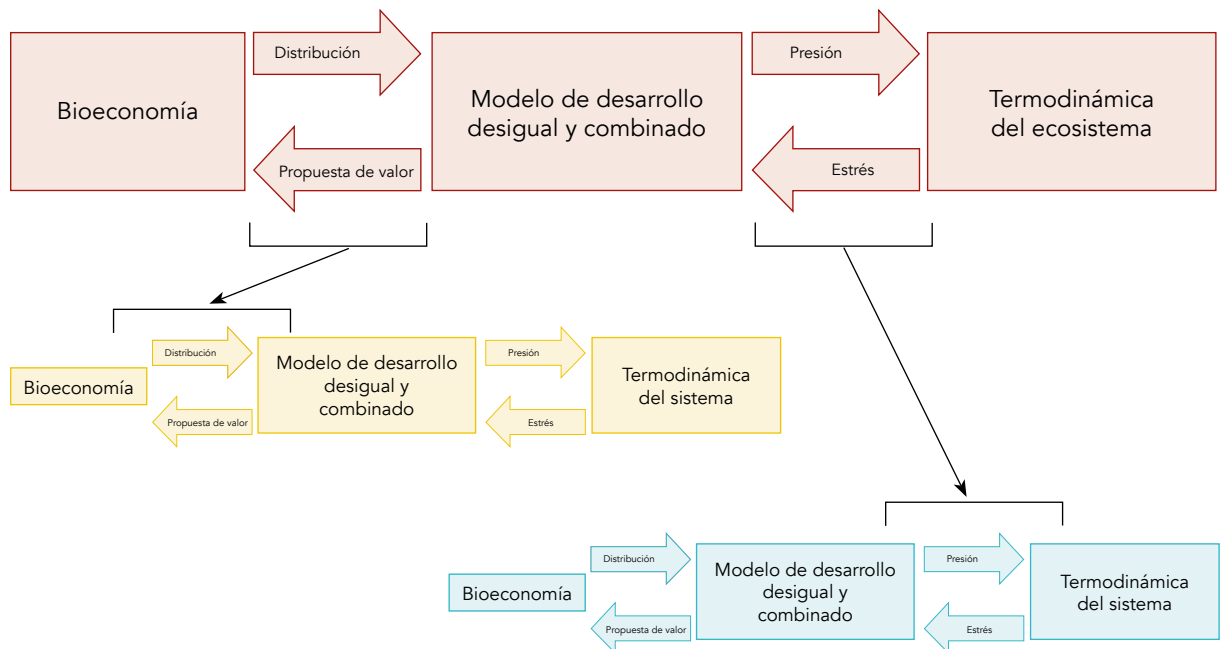 Distribución
Presión
Bioeconomía
Modelo de desarrollo
desigual y combinado
Termodinámica
del ecosistema
Propuesta de valor
Estrés
Distribución
Presión
Bioeconomía
Modelo de desarrollo
desigual y
combinado
Termodinámica
del sistema
Propuesta de valor
Estrés
Distribución
Presión
Bioeconomía
Modelo de desarrollo
desigual y
combinado
Termodinámica
del sistema
Propuesta de valor
Estrés